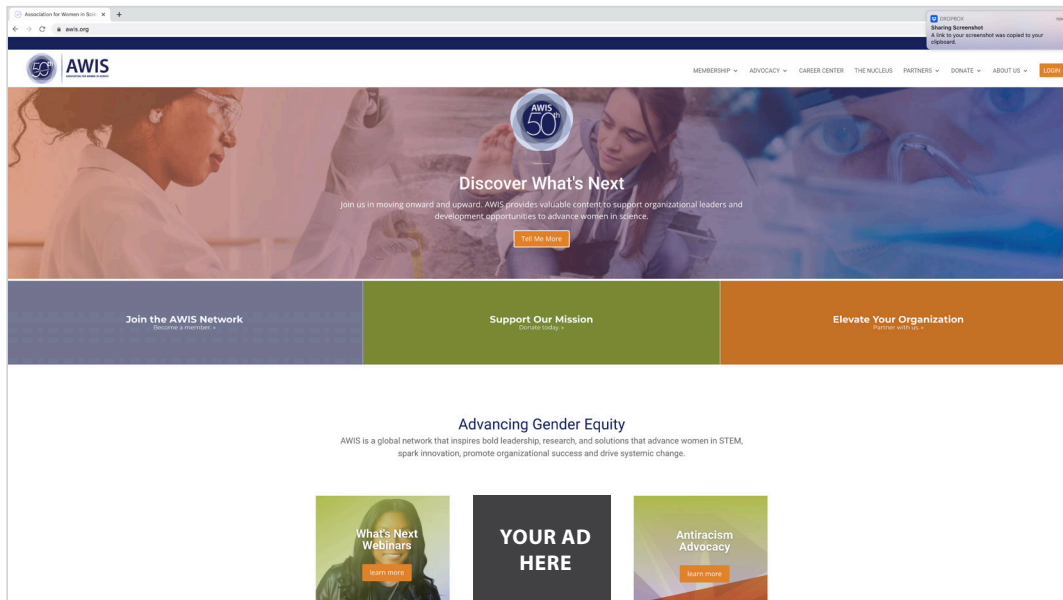 Association for Women in Scie
awis.org
DROPBOX
Sharing Screenshot
A link to your screenshot was copied to your
clipboard.
50th
AWIS
ASSOCIATION FOR WOMEN IN SCIENCE
MEMBERSHIP ADVOCACY CAREER CENTER THE NUCLEUS PARTNERS DONATE ABOUT US LOGIN
AWIS
50th
Discover What's Next
Join us in moving onward and upward. AWIS provides valuable content to support organizational leaders and
development opportunities to advance women in science.
Tell Me More
Join the AWIS Network
Become a member »
Support Our Mission
Donate today »
Elevate Your Organization
Partner with us »
Advancing Gender Equity
AWIS is a global network that inspires bold leadership, research, and solutions that advance women in STEM,
spark innovation, promote organizational success and drive systemic change.
What's Next
Webinars
learn more
YOUR AD
HERE
Antiracism
Advocacy
learn more